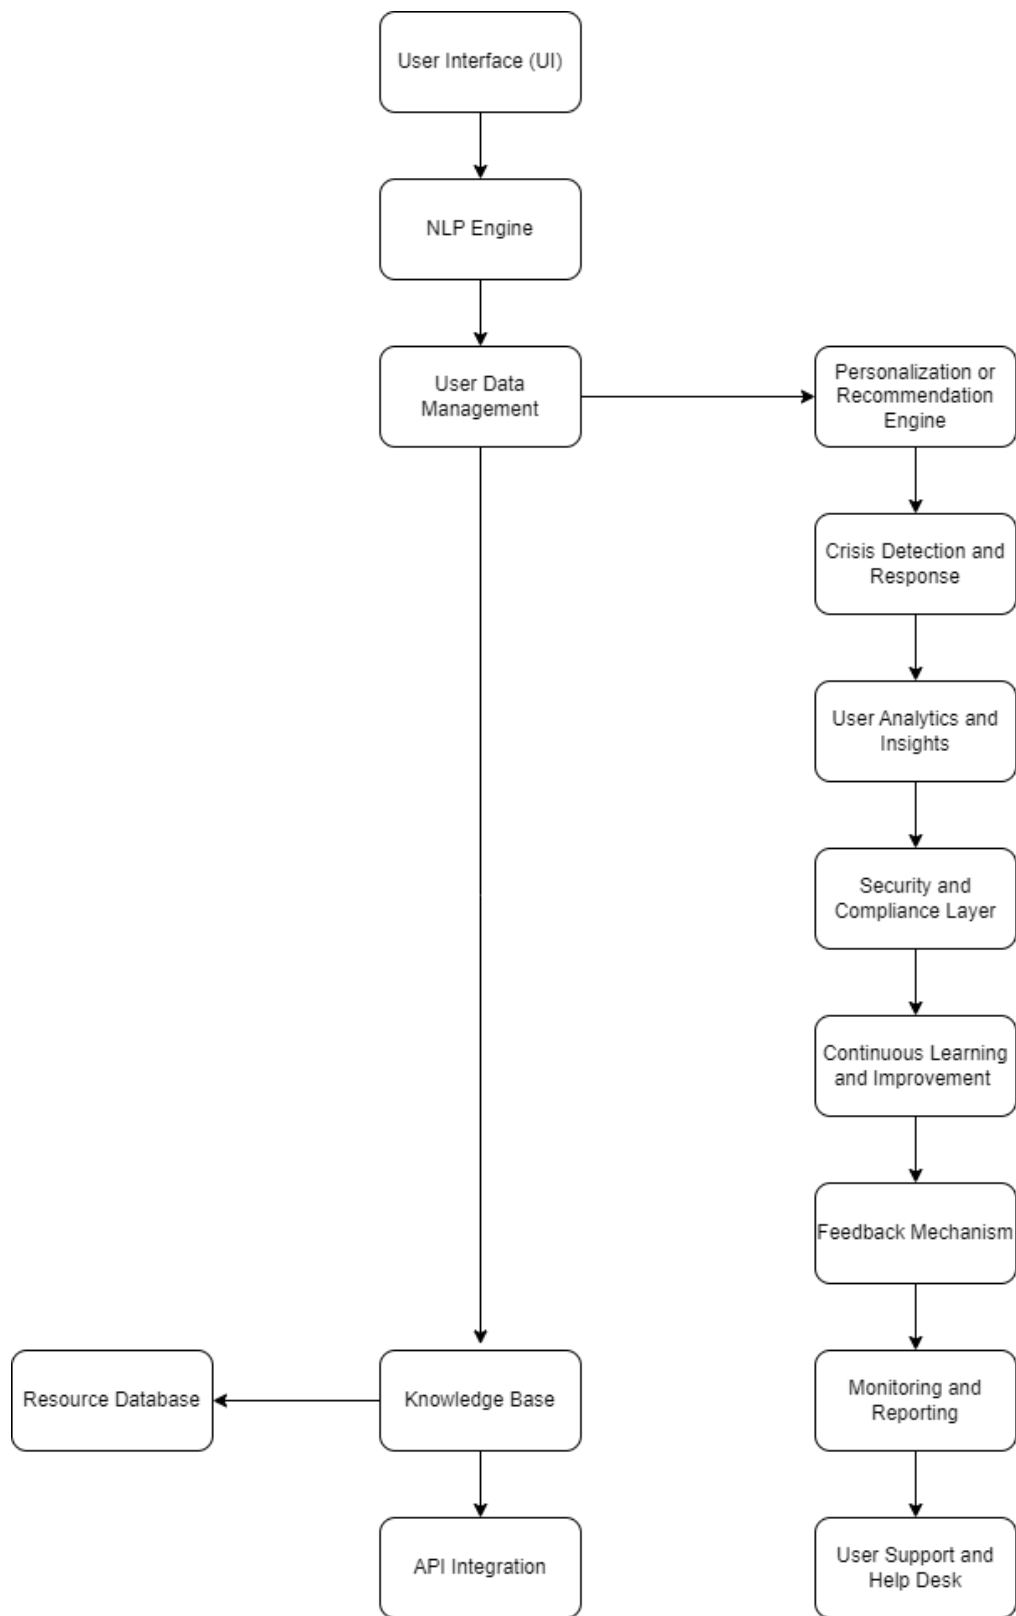 User Interface (UI)
NLP Engine
User Data
Management
Personalization or
Recommendation
Engine
Crisis Detection and
Response
User Analytics and
Insights
Security and
Compliance Layer
Continuous Learning
and Improvement
Feedback Mechanism
Resource Database
Knowledge Base
Monitoring and
Reporting
API Integration
User Support and
Help Desk